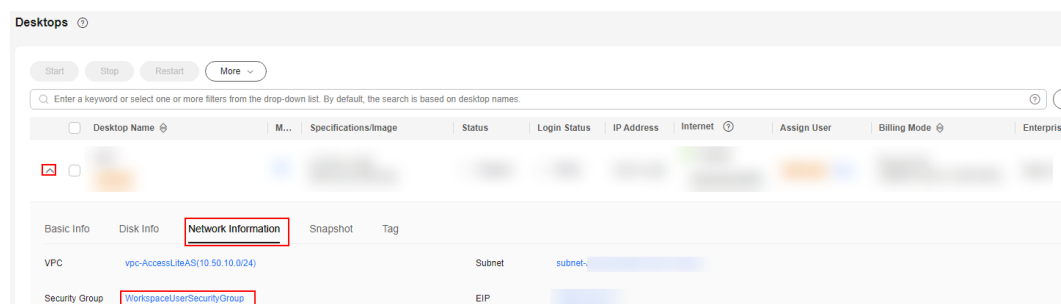 Desktops
Start Stop Restart More
Enter a keyword or select one or more filters from the drop-down list. By default, the search is based on desktop names.
Desktop Name M... Specifications/Image Status Login Status IP Address Internet Assign User Billing Mode Enterpris
Basic Info Disk Info Network Information Snapshot Tag
VPC vpc-AccessLiteAS(10.50.10.0/24) Subnet subnet-
Security Group WorkspaceUserSecurityGroup EIP